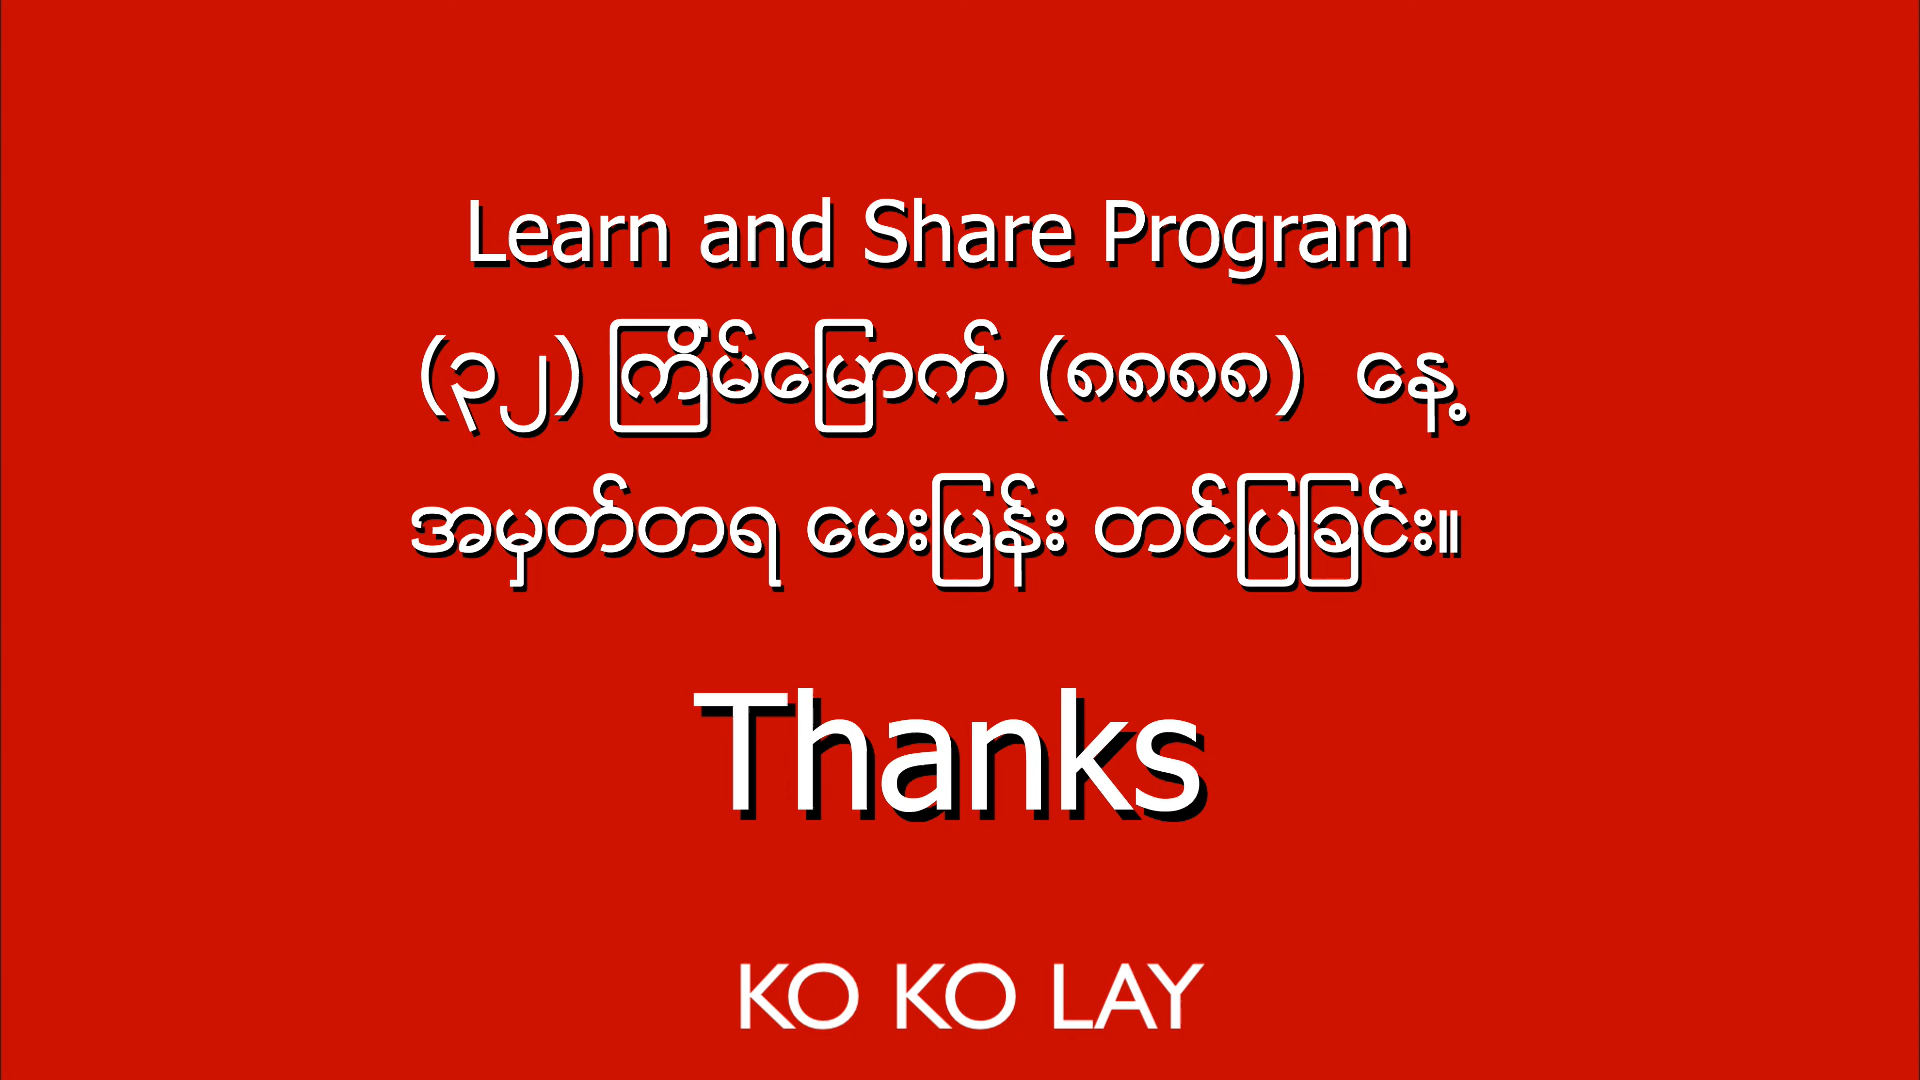 Learn and Share Program
(၃၂) ကြိမ်မြောက် (၈၈၈၈) နေ့
အမှတ်တရ မေးမြန်း တင်ပြခြင်း။
Thanks
KO KO LAY